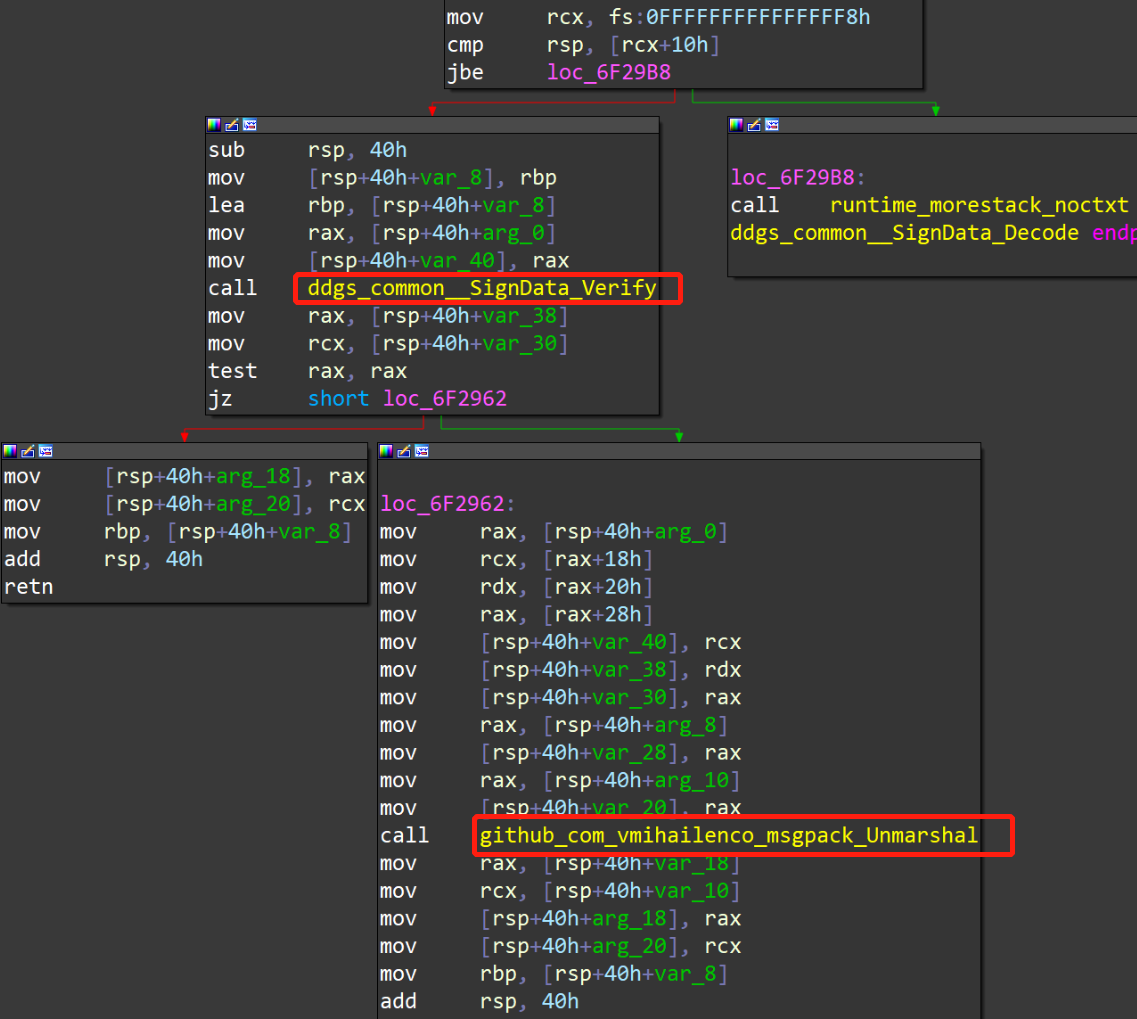 mov rcx, fs:0FFFFFFFFFFFFFFF8h
cmp rsp, [rcx+10h]
jbe loc_6F29B8
sub rsp, 40h
mov [rsp+40h+var_8], rbp
lea rbp, [rsp+40h+var_8]
mov rax, [rsp+40h+arg_0]
mov [rsp+40h+var_40], rax
call ddgs_common__SignData_Verify
mov rax, [rsp+40h+var_38]
mov rcx, [rsp+40h+var_30]
test rax, rax
jz short loc_6F2962
loc_6F29B8:
call runtime_morestack_noctxt
ddgs_common__SignData_Decode endp
mov [rsp+40h+arg_18], rax
mov [rsp+40h+arg_20], rcx
mov rbp, [rsp+40h+var_8]
add rsp, 40h
retn
loc_6F2962:
mov rax, [rsp+40h+arg_0]
mov rcx, [rax+18h]
mov rdx, [rax+20h]
mov rax, [rax+28h]
mov [rsp+40h+var_40], rcx
mov [rsp+40h+var_38], rdx
mov [rsp+40h+var_30], rax
mov rax, [rsp+40h+arg_8]
mov [rsp+40h+var_28], rax
mov rax, [rsp+40h+arg_10]
mov [rsp+40h+var_20], rax
call github_com_vmihailenco_msgpack_Unmarshal
mov rax, [rsp+40h+var_18]
mov rcx, [rsp+40h+var_10]
mov [rsp+40h+arg_18], rax
mov [rsp+40h+arg_20], rcx
mov rbp, [rsp+40h+var_8]
add rsp, 40h